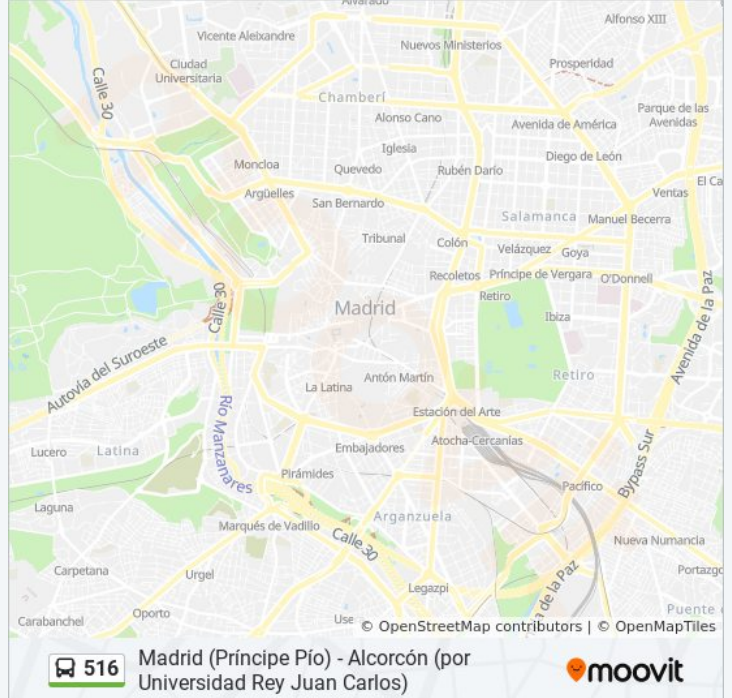 Alvarado
Alfonso XIII
Vicente Aleixandre
Nuevos Ministerios
Ciudad
Universitaria
Prosperidad
Calle 30
Chamberí
Parque de las
Avenidas
Alonso Cano
Avenida de América
Iglesia
Diego de León
Moncloa
Quevedo
Rubén Darío
El Ca
Argüelles
Ventas
San Bernardo
Salamanca
Manuel Becerra
Tribunal
Colón
Velázquez
Goya
Recoletos
Príncipe de Vergara
O'Donnell
Calle 30
Retiro
Madrid
Ibiza
Avenida de la Paz
Autovía del Suroeste
Antón Martín
Retiro
La Latina
Estación del Arte
Río Manzanares
Atocha-Cercanías
Lucero
Latina
Embajadores
Bypass Sur
Pirámides
Pacífico
Laguna
Arganzuela
Marqués de Vadillo
Calle 30
Nueva Numancia
Carpetana
Urgel
Portazgo
Legazpi
a de la Paz
Oporto
Puente
Carabanchel
Use
© OpenStreetMap contributors | © OpenMapTiles
516
Madrid (Príncipe Pío) - Alcorcón (por
Universidad Rey Juan Carlos)
moovit